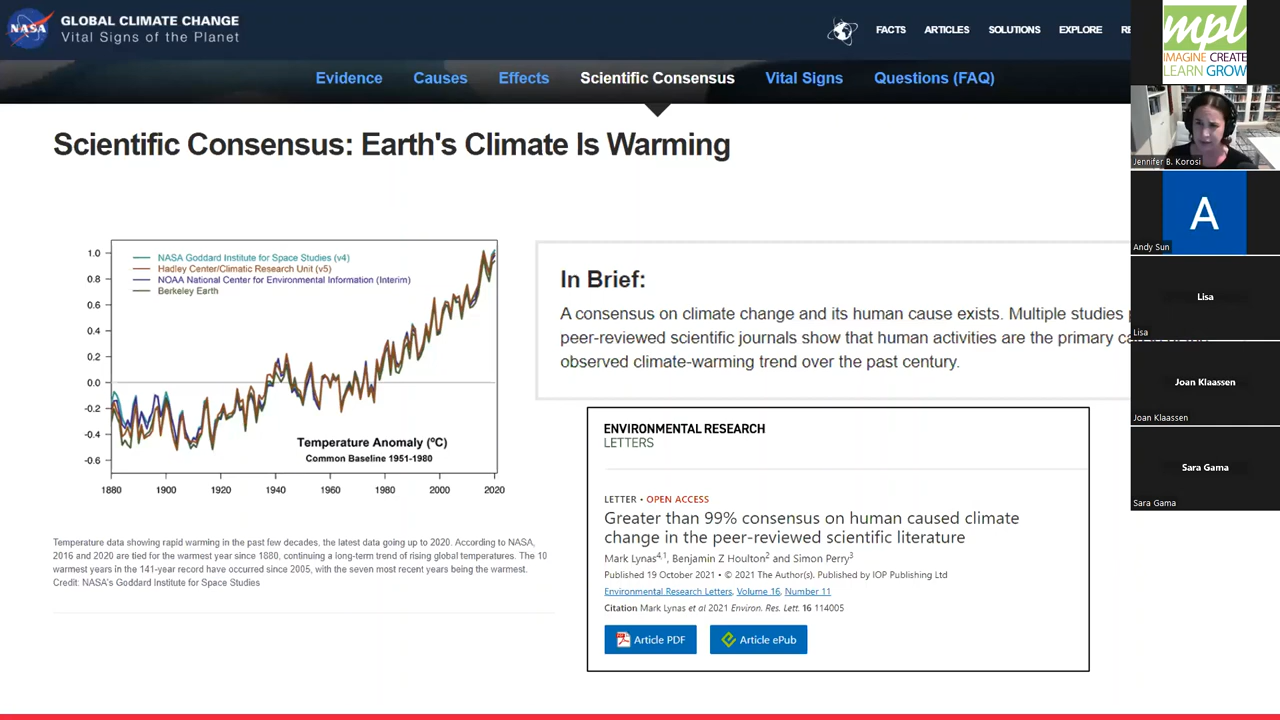 NASA
GLOBAL CLIMATE CHANGE
Vital Signs of the Planet
FACTS ARTICLES SOLUTIONS EXPLORE RE
Evidence Causes Effects Scientific Consensus Vital Signs Questions (FAQ)
Scientific Consensus: Earth's Climate Is Warming
1.0
0.8
0.6
0.4
0.2
0.0
-0.2
-0.4
-0.6
NASA Goddard Institute for Space Studies (v4)
Hadley Center/Climatic Research Unit (v5)
NOAA National Center for Environmental Information (Interim)
Berkeley Earth
Temperature Anomaly (ºC)
Common Baseline 1951-1980
1880 1900 1920 1940 1960 1980 2000 2020
Temperature data showing rapid warming in the past few decades, the latest data going up to 2020. According to NASA,
2016 and 2020 are tied for the warmest year since 1880, continuing a long-term trend of rising global temperatures. The 10
warmest years in the 141-year record have occurred since 2005, with the seven most recent years being the warmest.
Credit: NASA's Goddard Institute for Space Studies
In Brief:
A consensus on climate change and its human cause exists. Multiple studies
peer-reviewed scientific journals show that human activities are the primary
observed climate-warming trend over the past century.
ENVIRONMENTAL RESEARCH
LETTERS
LETTER • OPEN ACCESS
Greater than 99% consensus on human caused climate
change in the peer-reviewed scientific literature
Mark Lynas4,1, Benjamin Z Houlton2 and Simon Perry3
Published 19 October 2021 • © 2021 The Author(s). Published by IOP Publishing Ltd
Environmental Research Letters, Volume 16, Number 11
Citation Mark Lynas et al 2021 Environ. Res. Lett. 16 114005
Article PDF Article ePub
mpl
IMAGINE CREATE
LEARN GROW
Jennifer B. Korosi
A
Andy Sun
Lisa
Lisa
Joan Klaassen
Joan Klaassen
Sara Gama
Sara Gama